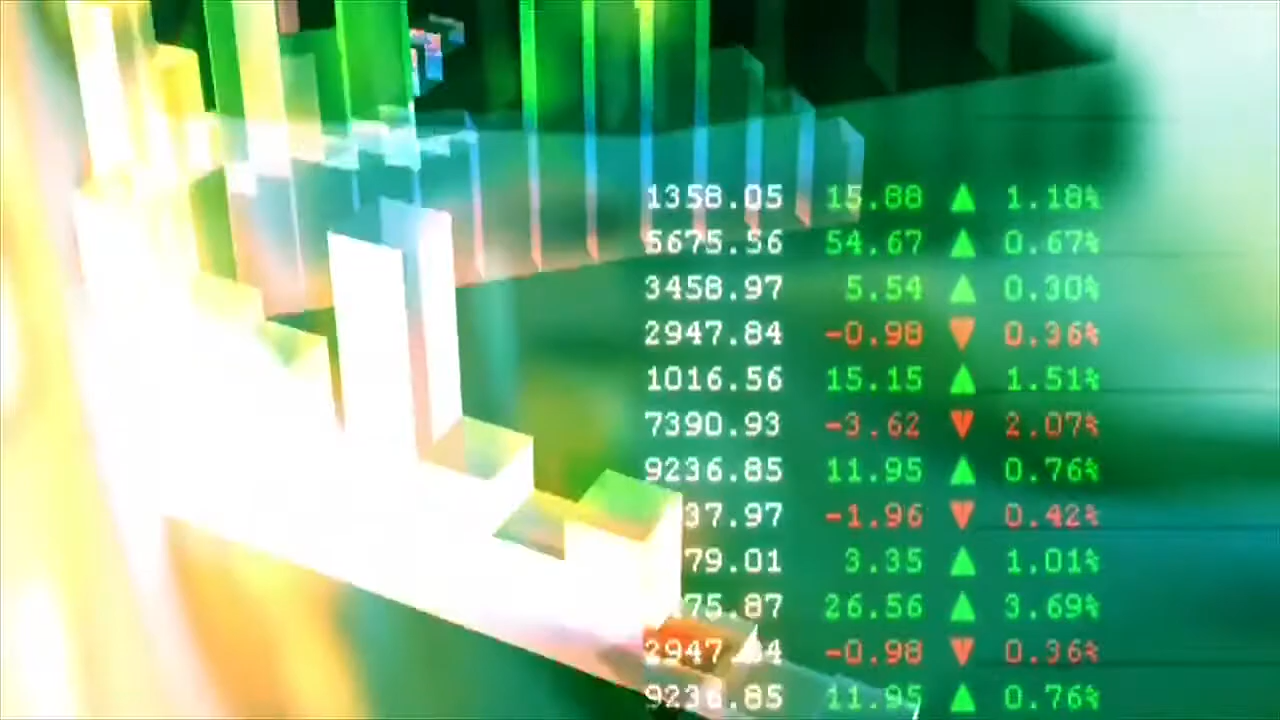 1358.05 15.88 ▲ 1.18%
5675.56 54.67 ▲ 0.67%
3458.97 5.54 ▲ 0.30%
2947.84 -0.98 ▼ 0.36%
1016.56 15.15 ▲ 1.51%
7390.93 -3.62 ▼ 2.07%
9236.85 11.95 ▲ 0.76%
37.97 -1.96 ▼ 0.42%
79.01 3.35 ▲ 1.01%
75.87 26.56 ▲ 3.69%
2947.84 -0.98 ▼ 0.36%
9236.85 11.95 ▲ 0.76%